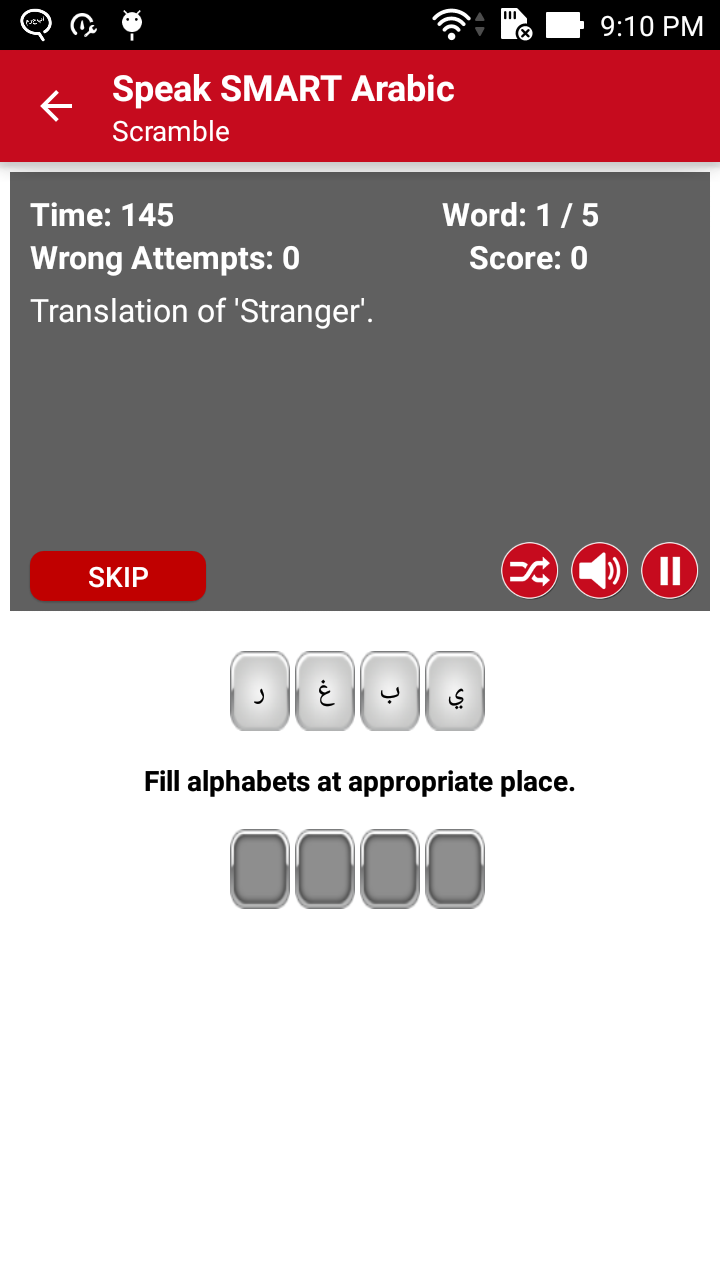 9:10 PM
Speak SMART Arabic
Scramble
Time: 145
Word: 1 / 5
Wrong Attempts: 0
Score: 0
Translation of 'Stranger'.
SKIP
ر غ ب ي
Fill alphabets at appropriate place.